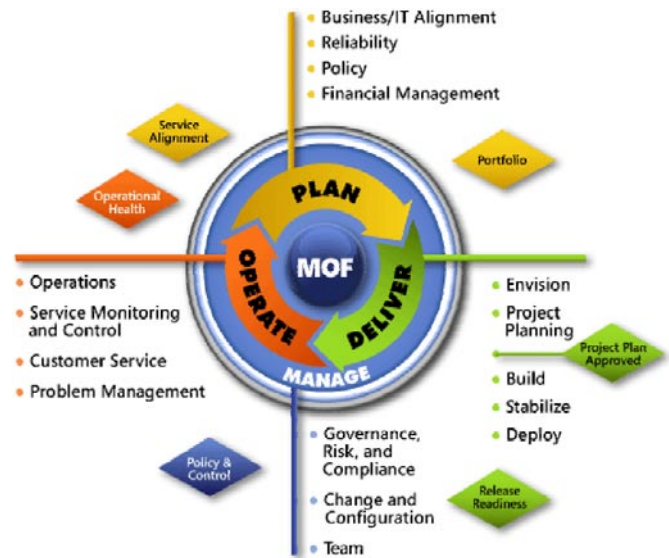 Business/IT Alignment
Reliability
Policy
Financial Management
Service
Alignment
Portfolio
Operational
Health
PLAN
MOF
OPERATE
DELIVER
MANAGE
Operations
Service Monitoring
and Control
Customer Service
Problem Management
Envision
Project
Planning
Project Plan
Approved
Build
Stabilize
Deploy
Policy &
Control
Governance,
Risk, and
Compliance
Change and
Configuration
Team
Release
Readiness